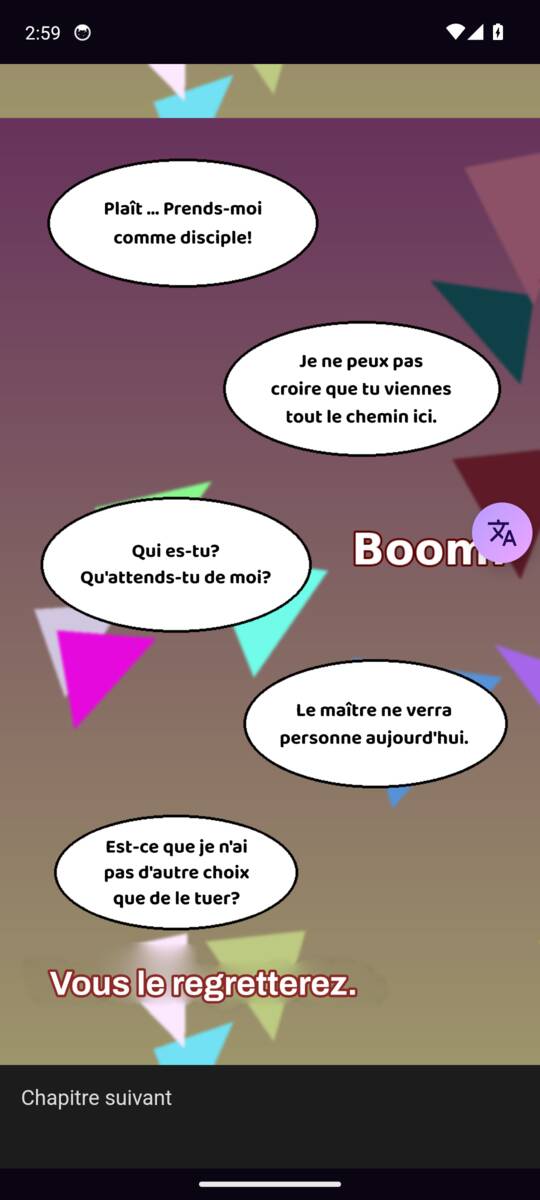 2:59
Plaît ... Prends-moi
comme disciple!
Je ne peux pas
croire que tu viennes
tout le chemin ici.
Qui es-tu?
Qu'attends-tu de moi?
Boom
Le maître ne verra
personne aujourd'hui.
Est-ce que je n'ai
pas d'autre choix
que de le tuer?
Vous le regretterez.
Chapitre suivant